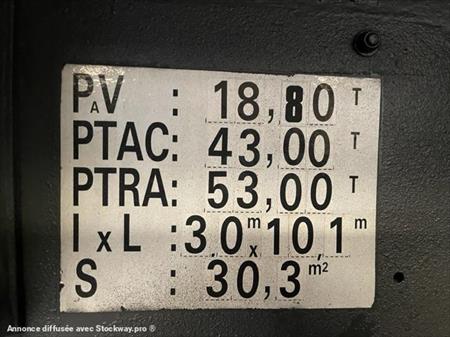 PAV : 18,80 T
PTAC: 43,00 T
PTRA: 53,00 T
I x L : 3,0 m x 10,1 m
S : 30,3 m²
Annonce diffusée avec Stockway.pro ®